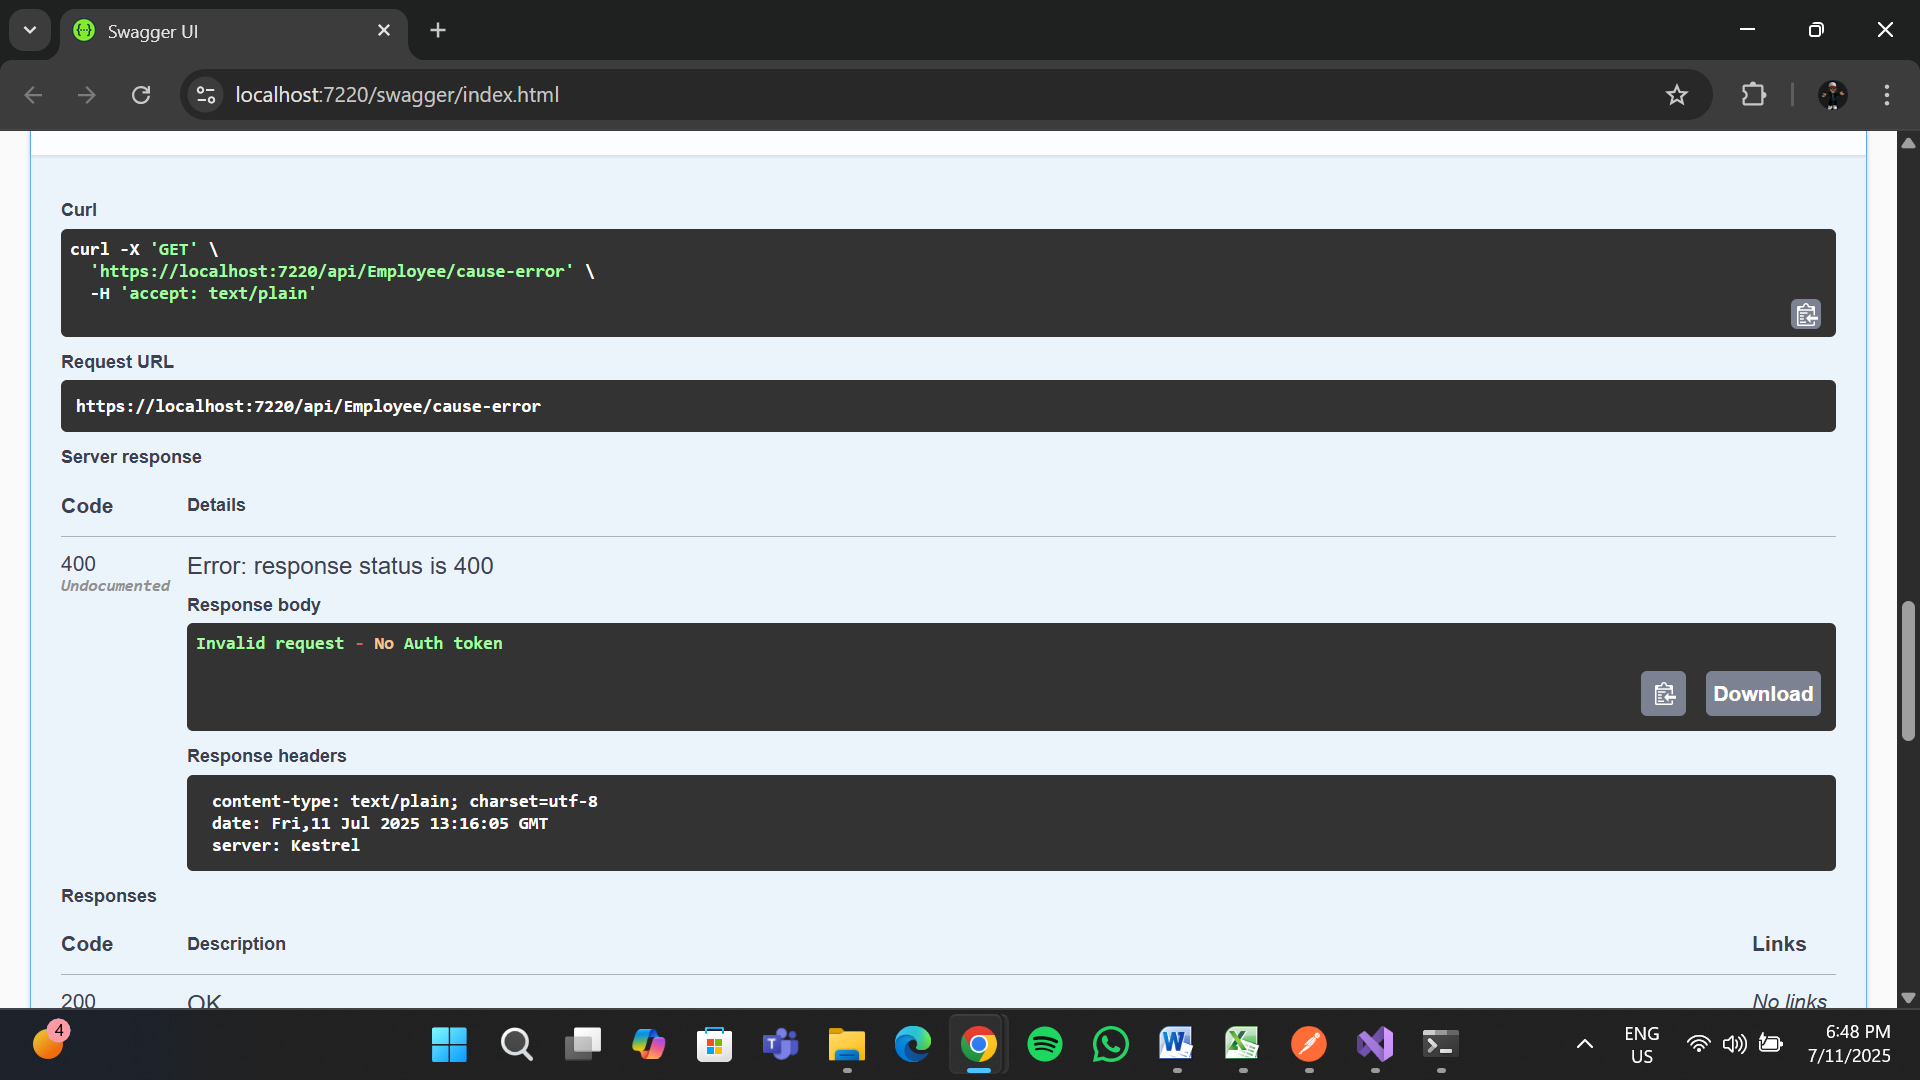 Swagger UI
localhost:7220/swagger/index.html
Curl
curl -X 'GET' \
'https://localhost:7220/api/Employee/cause-error' \
-H 'accept: text/plain'
Request URL
https://localhost:7220/api/Employee/cause-error
Server response
Code Details
400 Error: response status is 400
Undocumented
Response body
Invalid request - No Auth token
Download
Response headers
content-type: text/plain; charset=utf-8
date: Fri,11 Jul 2025 13:16:05 GMT
server: Kestrel
Responses
Code Description Links
200 OK No links
4
ENG
US
6:48 PM
7/11/2025